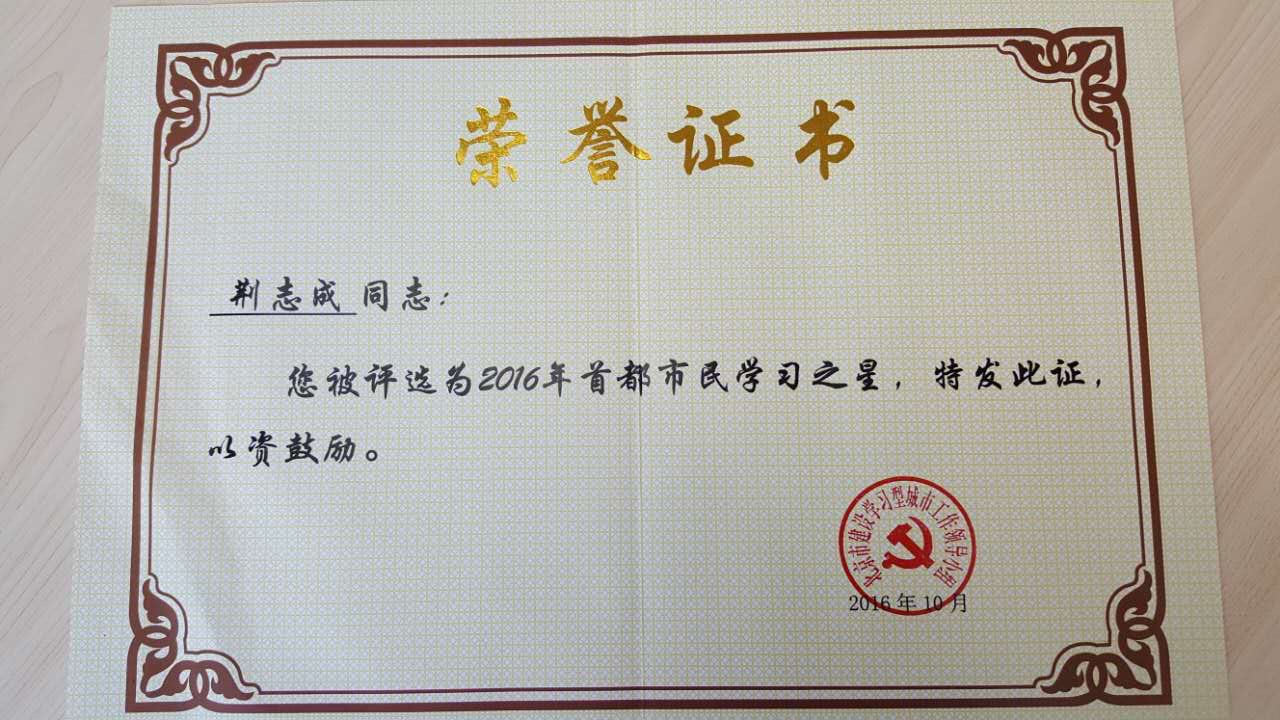 荣誉证书
荆志成同志：
您被评选为2016年首都市民学习之星，特发此证，
以资鼓励。
北京市建设学习型城市工作领导小组
2016年10月